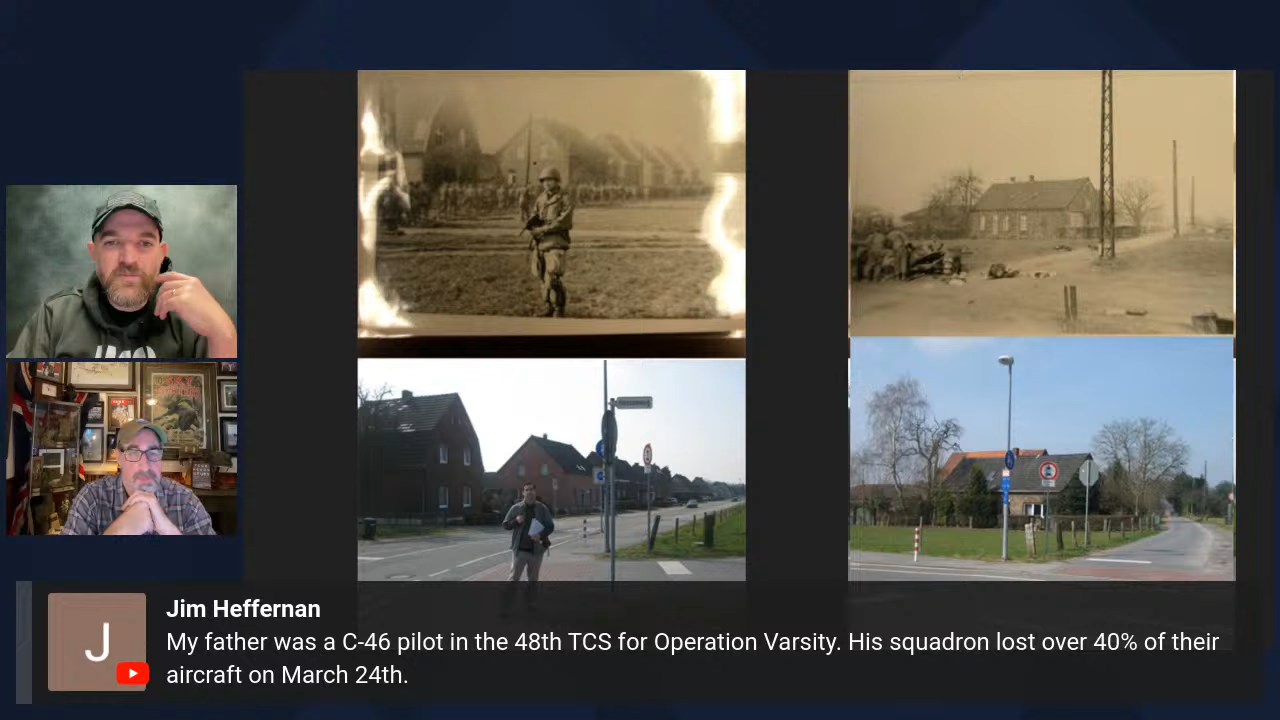 Jim Heffernan
J
My father was a C-46 pilot in the 48th TCS for Operation Varsity. His squadron lost over 40% of their
aircraft on March 24th.